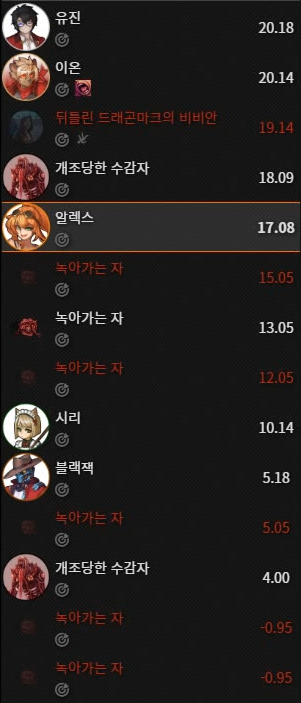 유진
20.18
이온
20.14
뒤틀린 드래곤마크의 비비안
19.14
개조당한 수감자
18.09
알렉스
17.08
녹아가는 자
15.05
녹아가는 자
13.05
녹아가는 자
12.05
시리
10.14
블랙잭
5.18
녹아가는 자
5.05
개조당한 수감자
4.00
녹아가는 자
-0.95
녹아가는 자
-0.95